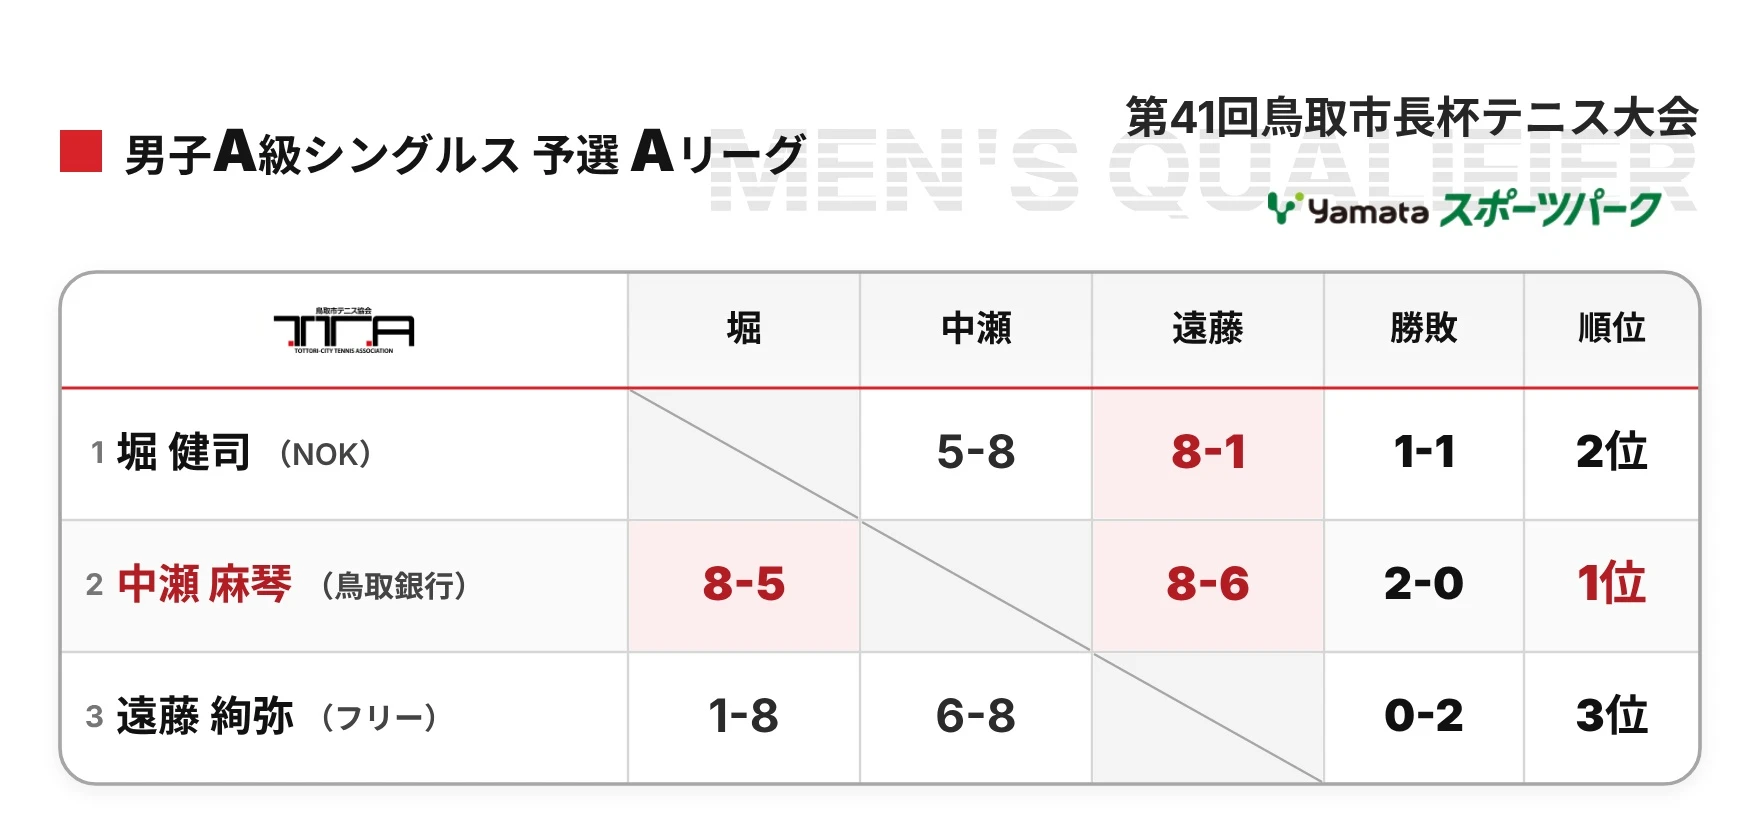 第41回鳥取市長杯テニス大会
男子A級シングルス 予選 Aリーグ
MEN'S QUALIFIER
Yamata スポーツパーク
鳥取市テニス協会
TTA
TOTTORI-CITY TENNIS ASSOCIATION
堀 中瀬 遠藤 勝敗 順位
1 堀 健司 （NOK） 5-8 8-1 1-1 2位
2 中瀬 麻琴 （鳥取銀行） 8-5 8-6 2-0 1位
3 遠藤 絢弥 （フリー） 1-8 6-8 0-2 3位